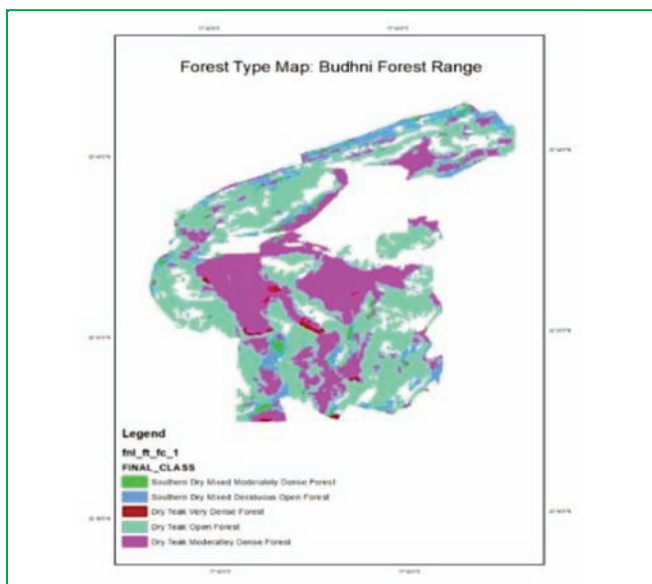 Forest Type Map: Budhni Forest Range
Legend
fnl_ft_fc_1
FINAL_CLASS
Southern Dry Mixed Moderately Dense Forest
Southern Dry Mixed Deciduous Open Forest
Dry Teak Very Dense Forest
Dry Teak Open Forest
Dry Teak Moderatley Dense Forest